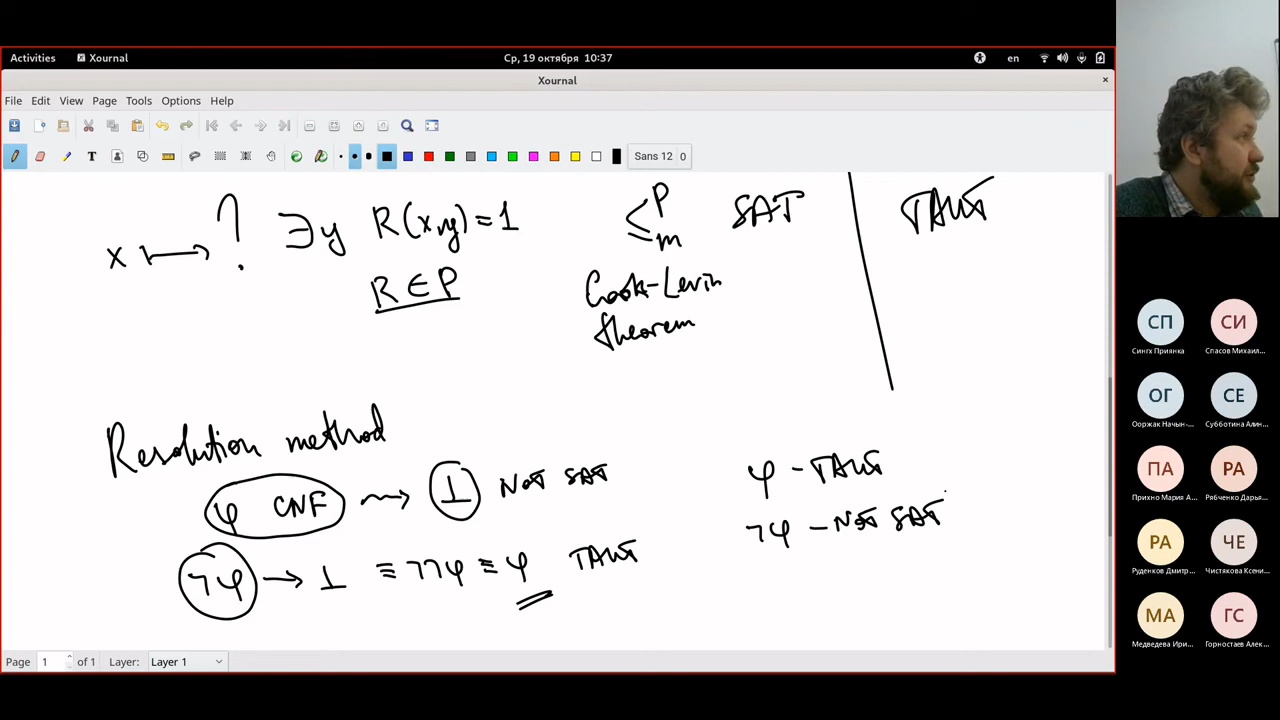 Activities Xournal Ср, 19 октября 10:37 en
Xournal
File Edit View Page Tools Options Help
Sans 12 0
x ↦ ? ∃y R(x,y)=1 ≤ᵖₘ SAT TAUT
R ∈ P
Cook-Levin
theorem
Resolution method
φ CNF ⇝ ⊥ NOT SAT
φ - TAUT
¬φ - NOT SAT
¬φ → ⊥ ≡ ¬¬φ ≡ φ TAUT
Page 1 of 1 Layer: Layer 1
СП СИ
Сингх Приянка Спасов Михаил...
ОГ СЕ
Ооржак Начын-... Субботина Алин...
ПА РА
Прихно Мария А... Рябченко Дарья...
РА ЧЕ
Руденков Дмитр... Чистякова Ксени...
МА ГС
Медведева Ири... Горностаев Алек...